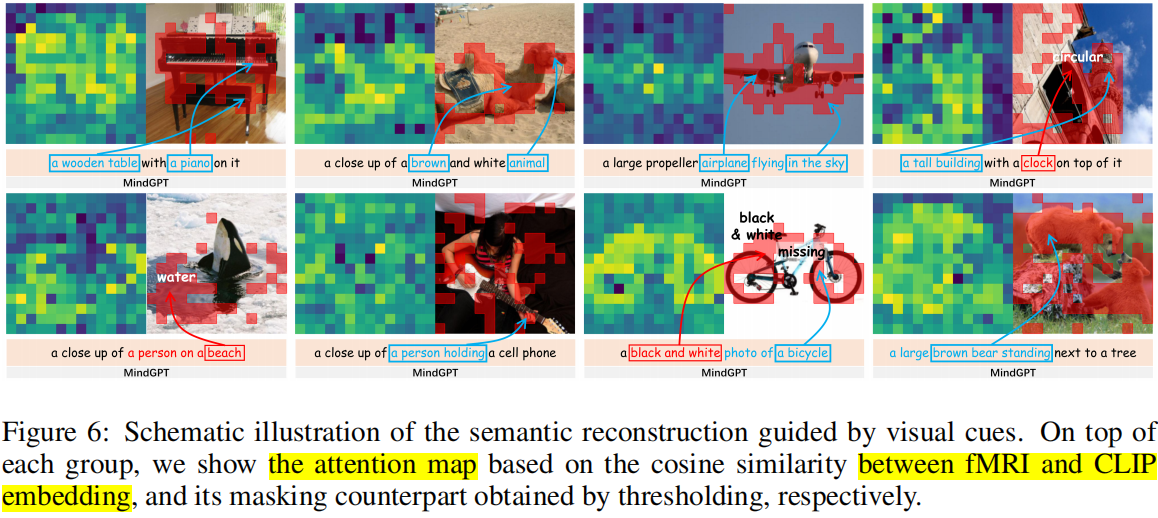 circular
a wooden table with a piano on it
a close up of a brown and white animal
a large propeller airplane flying in the sky
a tall building with a clock on top of it
MindGPT
MindGPT
MindGPT
MindGPT
water
black
& white
missing
a close up of a person on a beach
a close up of a person holding a cell phone
a black and white photo of a bicycle
a large brown bear standing next to a tree
MindGPT
MindGPT
MindGPT
MindGPT
Figure 6: Schematic illustration of the semantic reconstruction guided by visual cues. On top of
each group, we show the attention map based on the cosine similarity between fMRI and CLIP
embedding, and its masking counterpart obtained by thresholding, respectively.